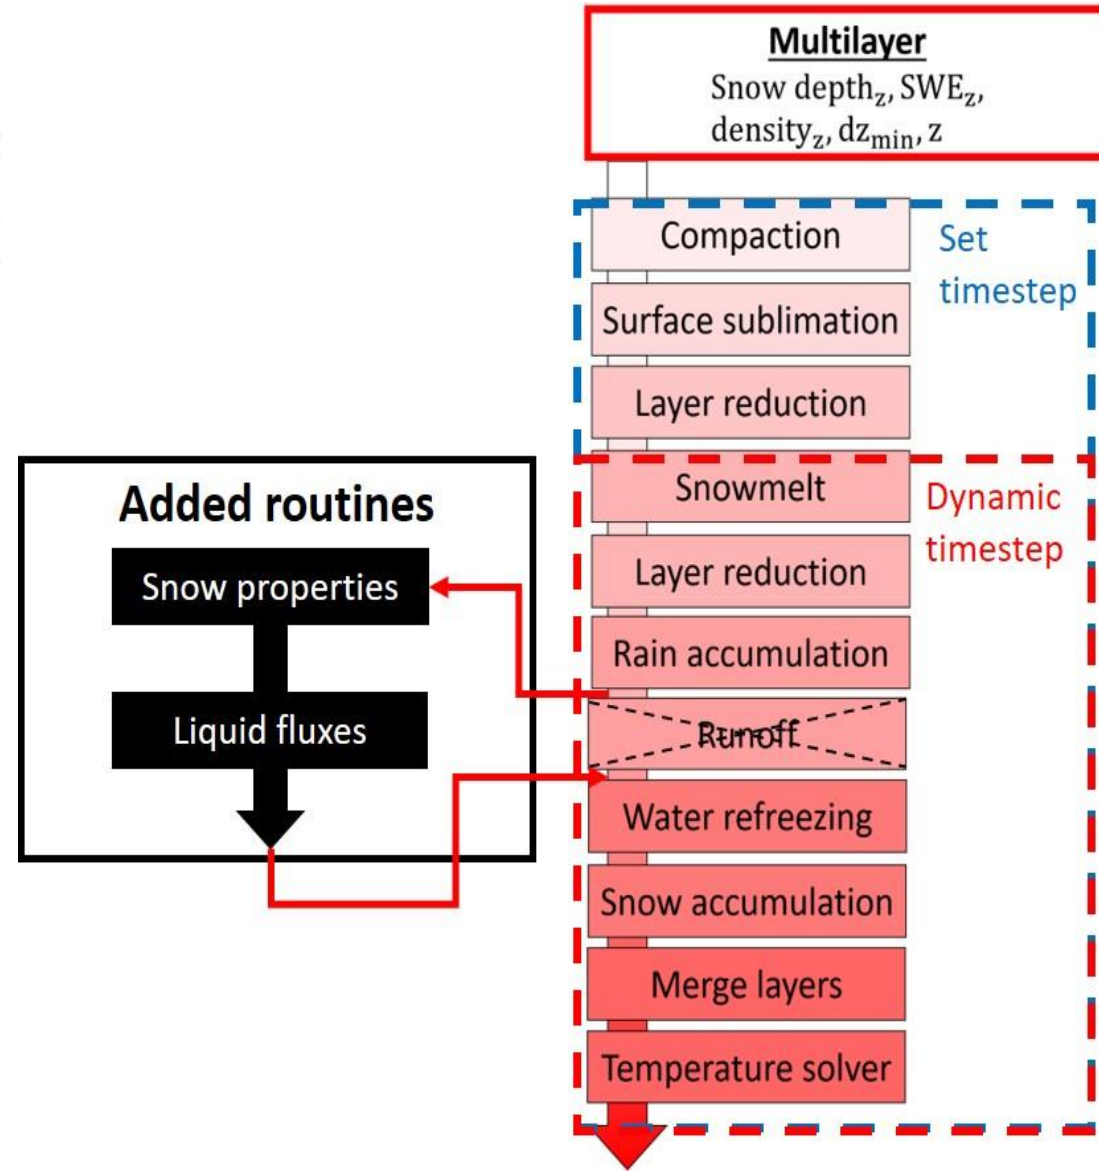 Multilayer
Snow depth_z, SWE_z,
density_z, dz_min, z
Compaction
Set
timestep
Surface sublimation
Layer reduction
Snowmelt
Dynamic
timestep
Layer reduction
Rain accumulation
Runoff
Water refreezing
Snow accumulation
Merge layers
Temperature solver
Added routines
Snow properties
Liquid fluxes